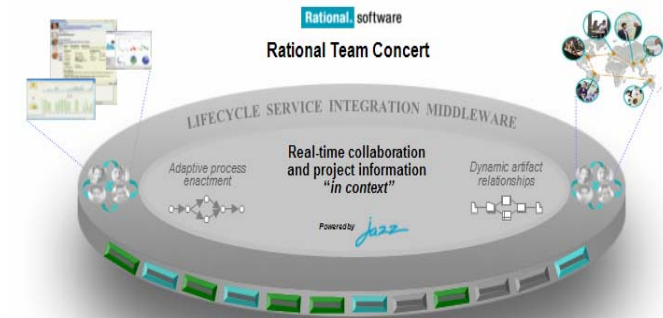 Rational. software
Rational Team Concert
LIFECYCLE SERVICE INTEGRATION MIDDLEWARE
Adaptive process
enactment
Real-time collaboration
and project information
"in context"
Dynamic artifact
relationships
Powered by
jazz